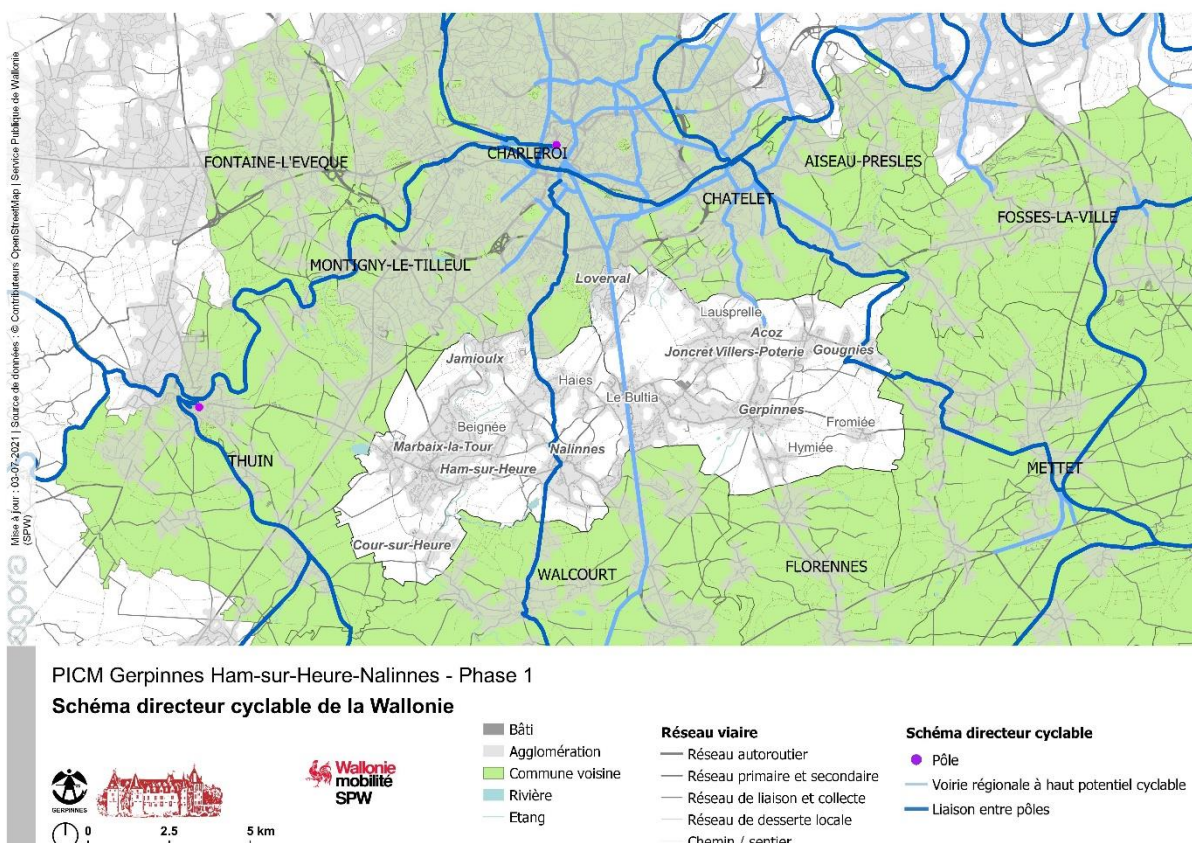 Mise à jour : 03-07-2021 | Source de données : © Contributeurs OpenStreetMap | Service Publique de Wallonie
(SPW)
agora
CHARLEROI
FONTAINE-L'EVEQUE
AISEAU-PRESLES
CHATELET
FOSSES-LA-VILLE
MONTIGNY-LE-TILLEUL
Loverval
Lausprelle
Acoz
Jamioulx
Joncret Villers-Poterie
Gougnies
Haies
Le Bultia
Gerpinnes
Beignée
Fromiée
Marbaix-la-Tour
Nalinnes
Hymiée
THUIN
Ham-sur-Heure
METTET
Cour-sur-Heure
WALCOURT
FLORENNES
PICM Gerpinnes Ham-sur-Heure-Nalinnes - Phase 1
Schéma directeur cyclable de la Wallonie
GERPINNES
Wallonie
mobilité
SPW
0 2.5 5 km
Bâti
Agglomération
Commune voisine
Rivière
Etang
Réseau viaire
Réseau autoroutier
Réseau primaire et secondaire
Réseau de liaison et collecte
Réseau de desserte locale
Chemin / sentier
Schéma directeur cyclable
Pôle
Voirie régionale à haut potentiel cyclable
Liaison entre pôles